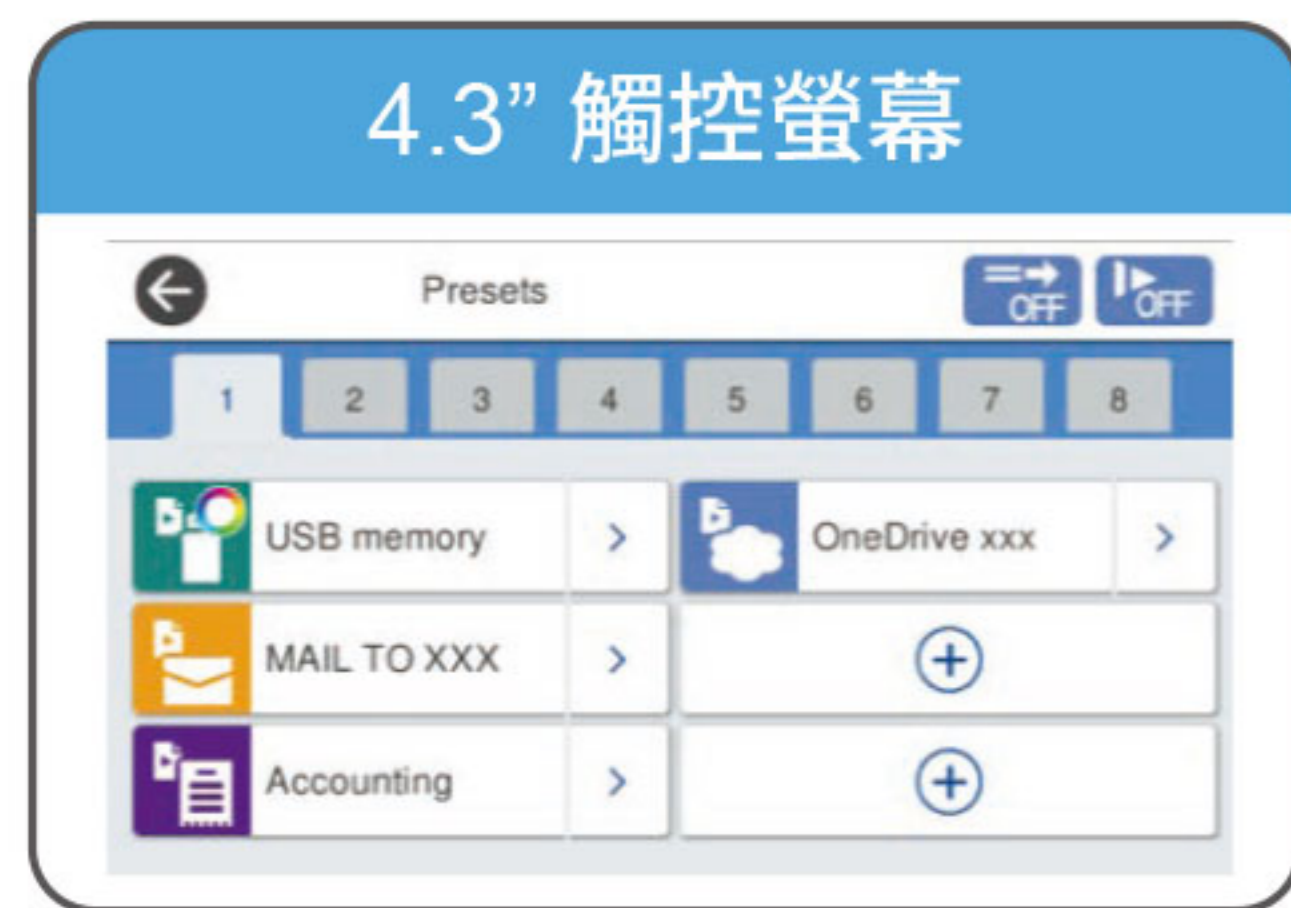 4.3” 觸控螢幕
Presets
OFF OFF
1 2 3 4 5 6 7 8
USB memory
OneDrive xxx
MAIL TO XXX
Accounting